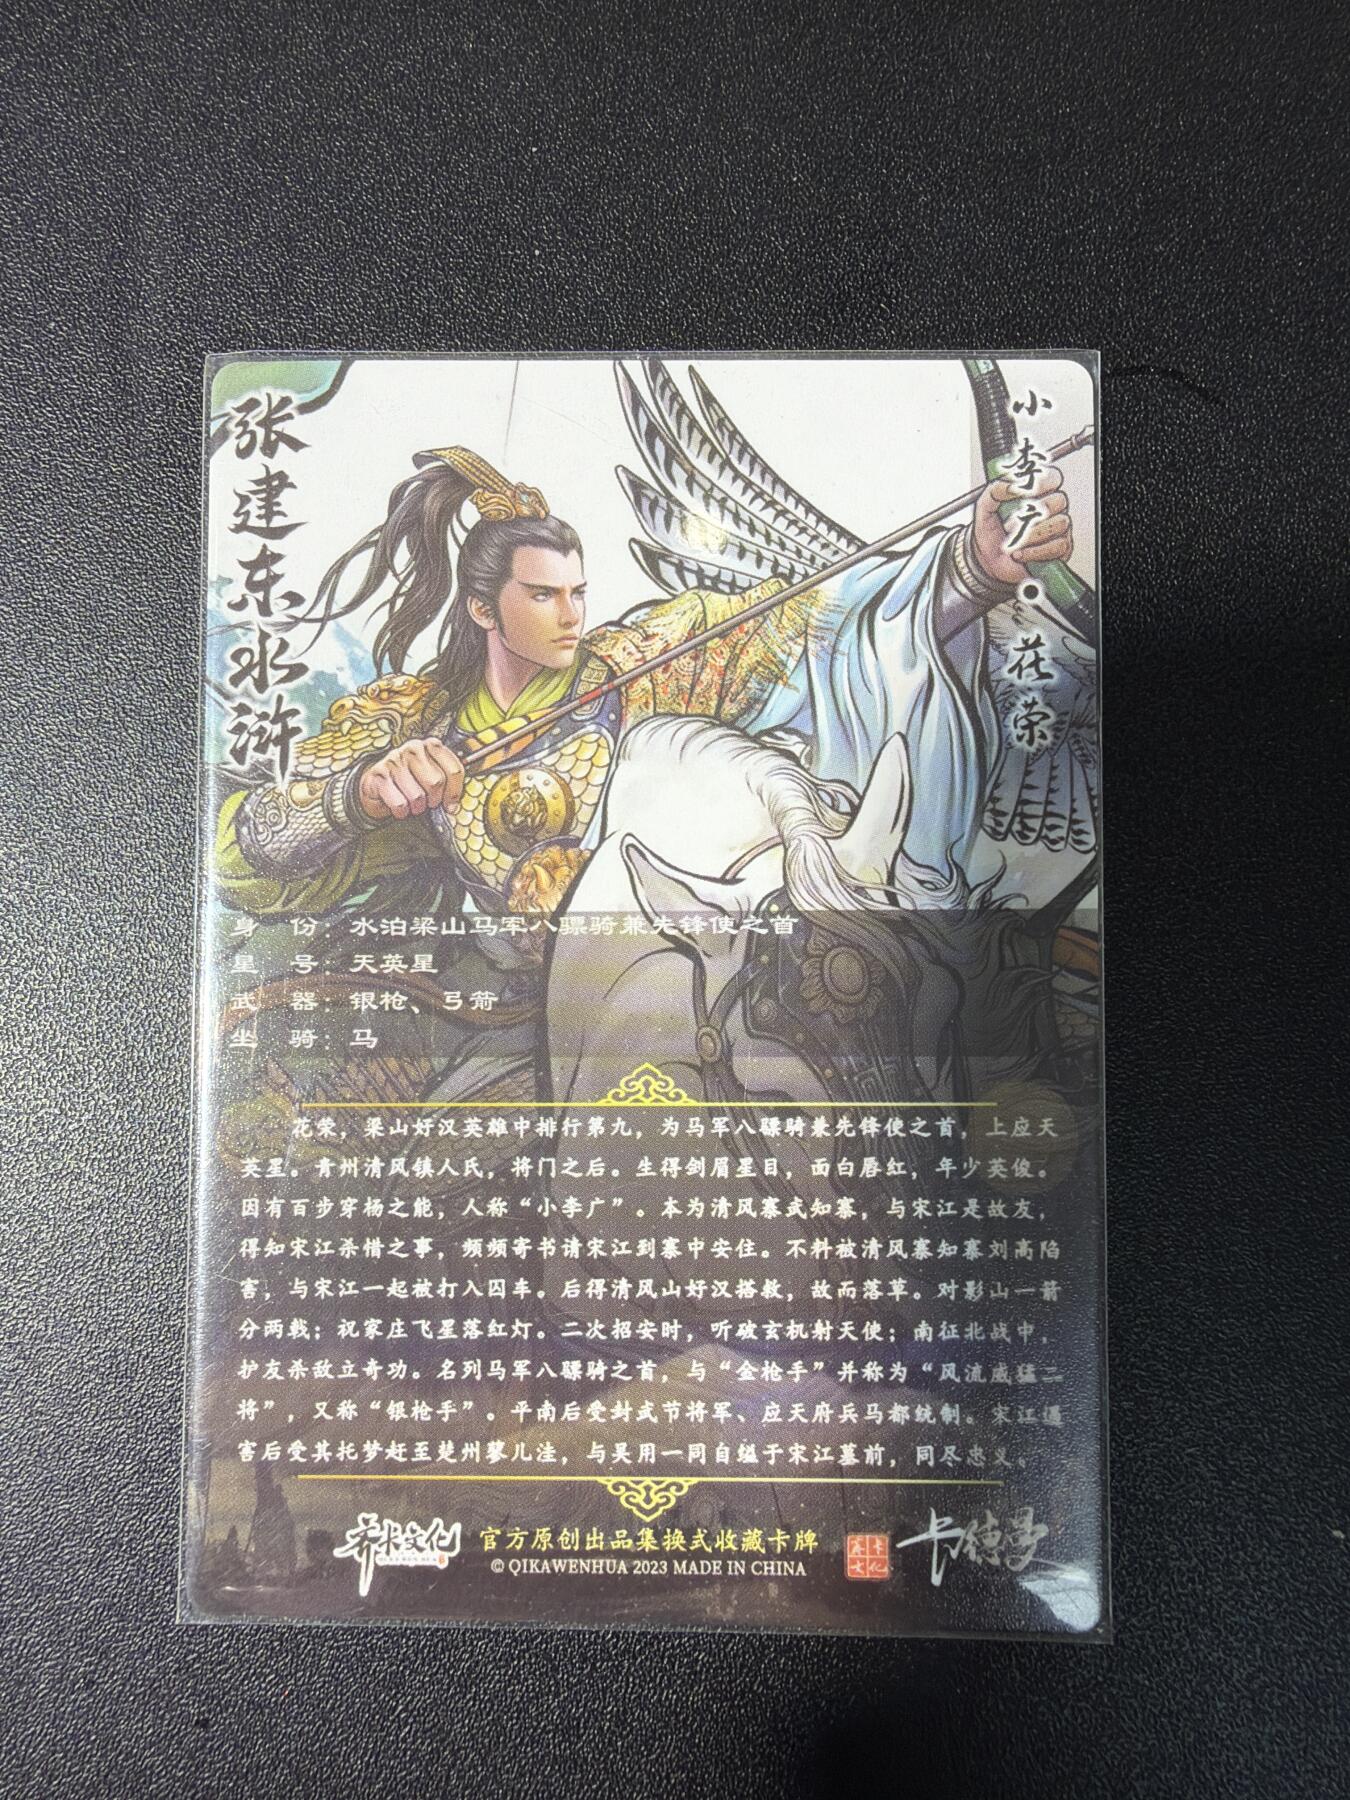 张建东水浒
小李广·花荣
身 份：水泊梁山马军八骠骑兼先锋使之首
星 号：天英星
武 器：银枪、弓箭
坐 骑：马
花荣，梁山好汉英雄中排行第九，为马军八骠骑兼先锋使之首，上应天
英星。青州清风镇人氏，将门之后。生得剑眉星目，面白唇红，年少英俊。
因有百步穿杨之能，人称“小李广”。本为清风寨武知寨，与宋江是故友，
得知宋江杀惜之事，频频寄书请宋江到寨中安住。不料被清风寨知寨刘高陷
害，与宋江一起被打入囚车。后得清风山好汉搭救，故而落草。对影山一箭
分两戟；祝家庄飞星落红灯。二次招安时，听破玄机射天使；南征北战中，
护友杀敌立奇功。名列马军八骠骑之首，与“金枪手”并称为“风流威猛二
将”，又称“银枪手”。平南后受封武节将军、应天府兵马都统制。宋江遇
害后受其托梦赶至楚州蓼儿洼，与吴用一同自缢于宋江墓前，同尽忠义。
卡文化
官方原创出品集换式收藏卡牌
© QIKAWENHUA 2023 MADE IN CHINA
卡文化
卡德曼